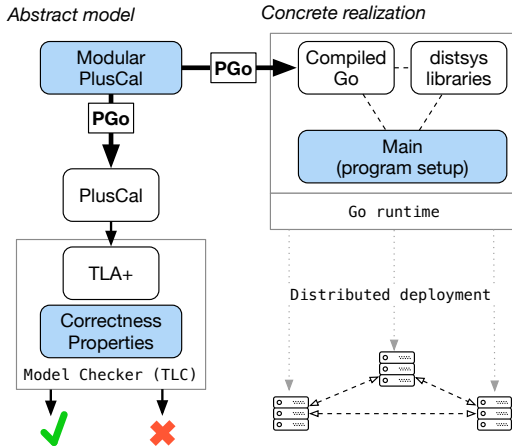 Abstract model
Concrete realization
Modular
PlusCal
PGo
Compiled
Go
distsys
libraries
PGo
Main
(program setup)
PlusCal
Go runtime
TLA+
Distributed deployment
Correctness
Properties
Model Checker (TLC)